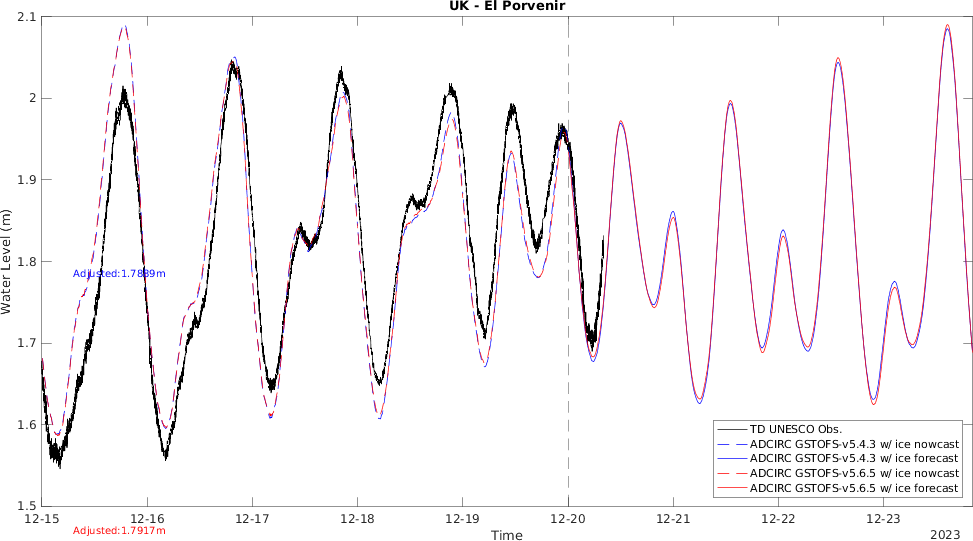 UK - El Porvenir
2.1
2
1.9
1.8
1.7
1.6
1.5
Water Level (m)
Adjusted:1.7889m
Adjusted:1.7917m
12-15 12-16 12-17 12-18 12-19 12-20 12-21 12-22 12-23
Time
2023
TD UNESCO Obs.
ADCIRC GSTOFS-v5.4.3 w/ ice nowcast
ADCIRC GSTOFS-v5.4.3 w/ ice forecast
ADCIRC GSTOFS-v5.6.5 w/ ice nowcast
ADCIRC GSTOFS-v5.6.5 w/ ice forecast